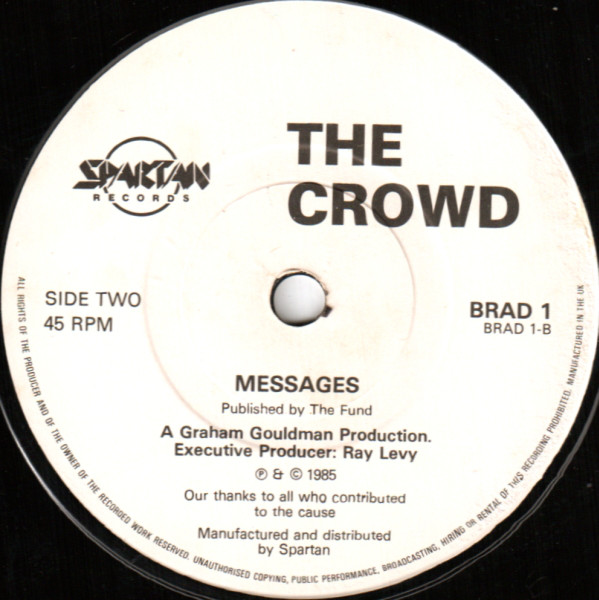 THE
CROWD
SPARTAN
RECORDS
SIDE TWO
45 RPM
BRAD 1
BRAD 1-B
MESSAGES
Published by The Fund
A Graham Gouldman Production.
Executive Producer: Ray Levy
℗ & © 1985
Our thanks to all who contributed
to the cause
Manufactured and distributed
by Spartan
ALL RIGHTS OF THE PRODUCER AND OF THE OWNER OF THE RECORDED WORK RESERVED. UNAUTHORISED COPYING, PUBLIC PERFORMANCE, BROADCASTING, HIRING OR RENTAL OF THIS RECORDING PROHIBITED. MANUFACTURED IN THE UK